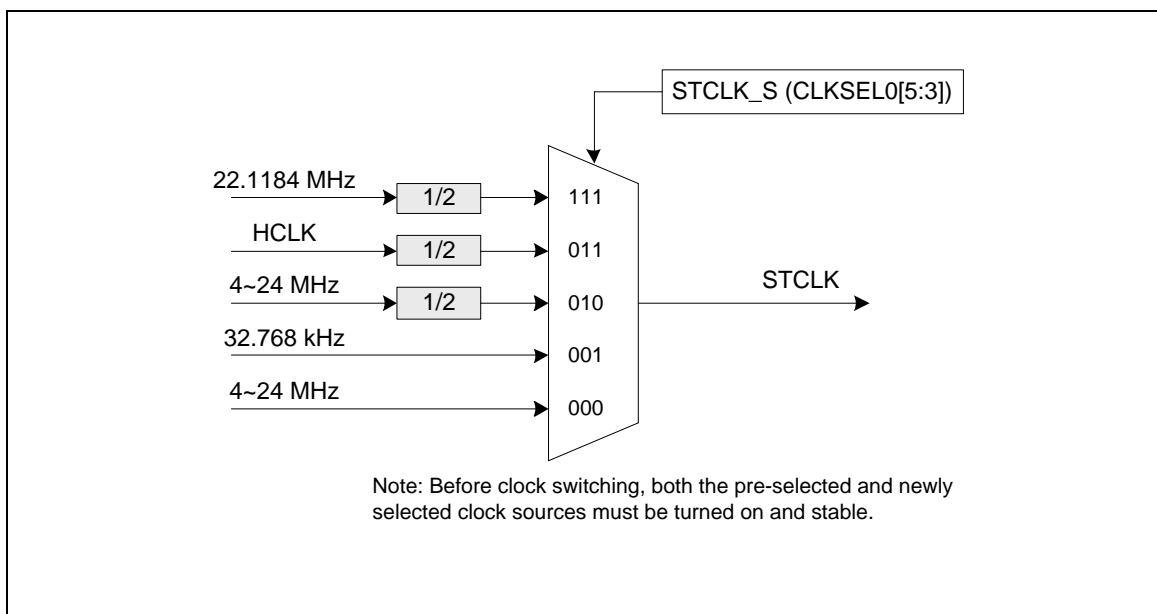 STCLK_S (CLKSEL0[5:3])
22.1184 MHz
1/2
111
HCLK
1/2
011
4~24 MHz
1/2
010
STCLK
32.768 kHz
001
4~24 MHz
000
Note: Before clock switching, both the pre-selected and newly
selected clock sources must be turned on and stable.